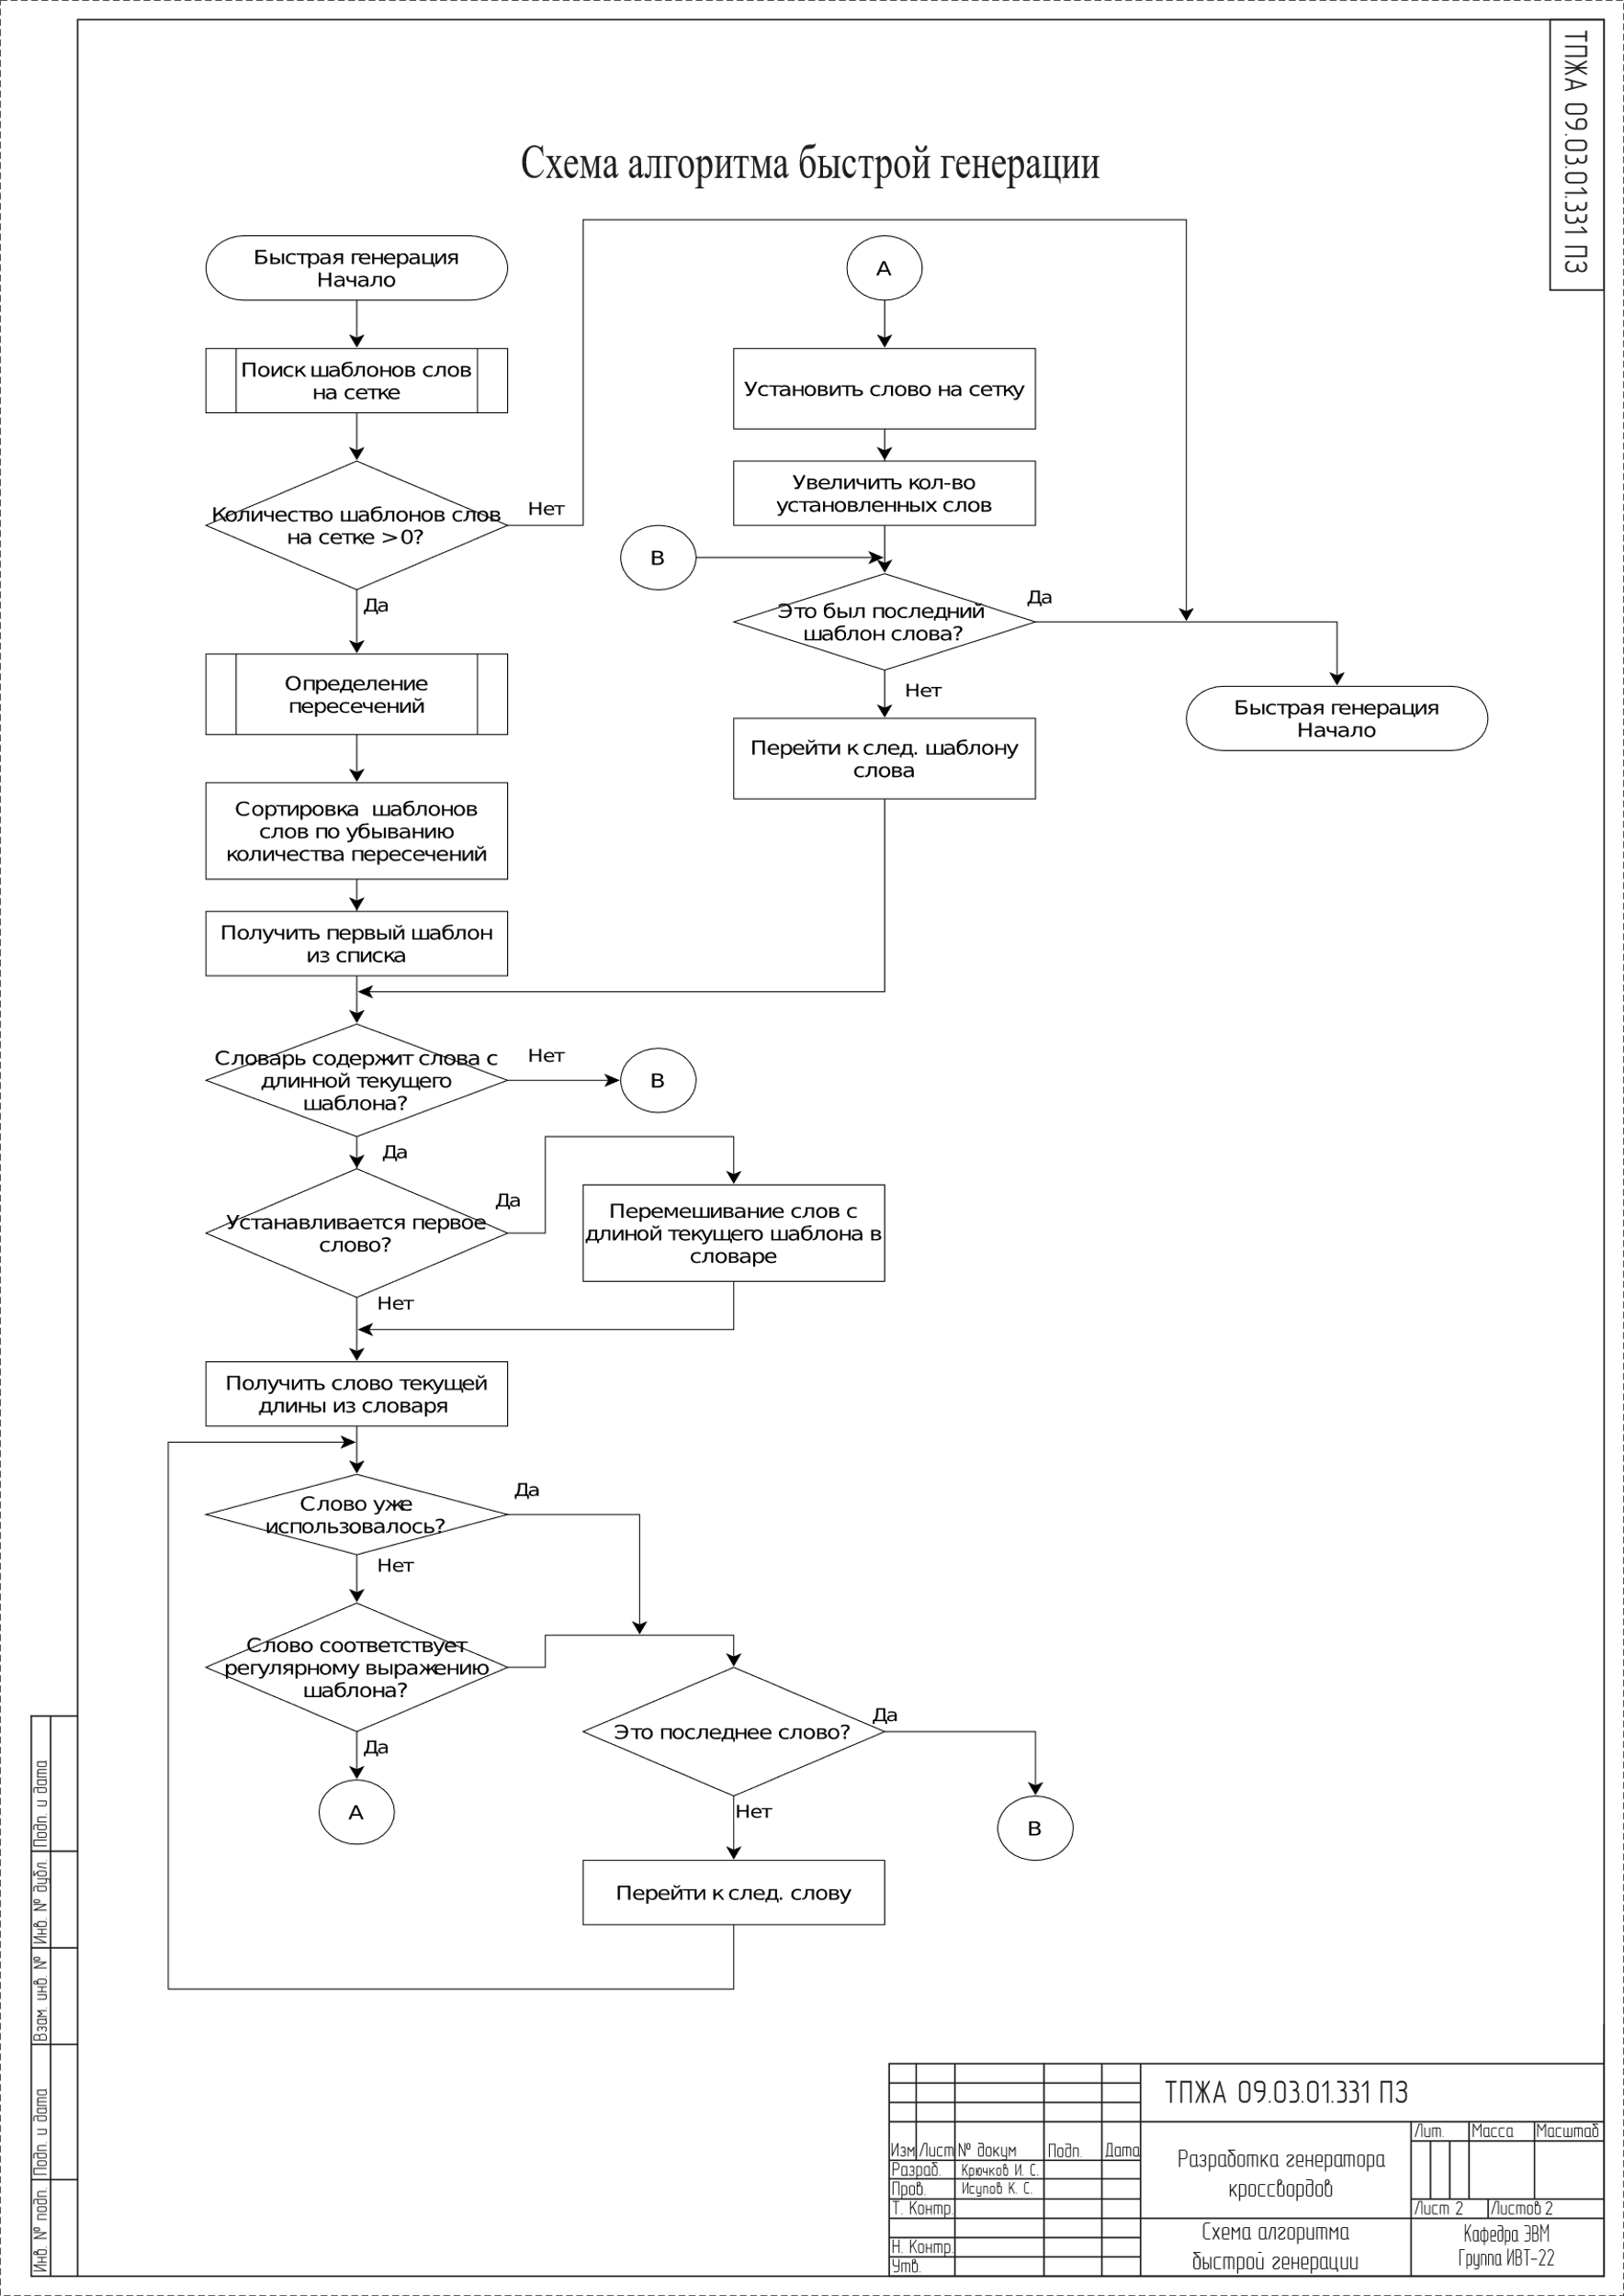 ТПЖА 09.03.01.331 ПЗ
Схема алгоритма быстрой генерации
Быстрая генерация
Начало
Поиск шаблонов слов
на сетке
Количество шаблонов слов
на сетке >0?
Нет
Да
Определение
пересечений
Сортировка шаблонов
слов по убыванию
количества пересечений
Получить первый шаблон
из списка
Словарь содержит слова с
длинной текущего
шаблона?
Нет
В
Да
Устанавливается первое
слово?
Да
Перемешивание слов с
длиной текущего шаблона в
словаре
Нет
Получить слово текущей
длины из словаря
Слово уже
использовалось?
Да
Нет
Слово соответствует
регулярному выражению
шаблона?
Да
А
Это последнее слово?
Да
В
Нет
Перейти к след. слову
А
Установить слово на сетку
Увеличить кол-во
установленных слов
В
Это был последний
шаблон слова?
Да
Нет
Перейти к след. шаблону
слова
Быстрая генерация
Начало
Подп. и дата
Инв. № дубл.
Взам. инв. №
Подп. и дата
Инв. № подп.
ТПЖА 09.03.01.331 ПЗ
Изм Лист № докум Подп. Дата
Разраб. Крючков И. С.
Пров. Исупов К. С.
Т. Контр.
Н. Контр.
Утв.
Разработка генератора
кроссвордов
Лит. Масса Масштаб
Лист 2 Листов 2
Схема алгоритма
быстрой генерации
Кафедра ЭВМ
Группа ИВТ-22